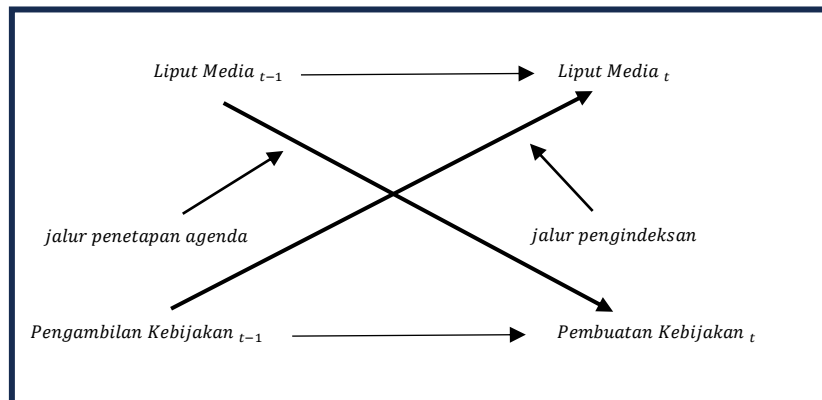 Liput Media t−1
Liput Media t
jalur penetapan agenda
jalur pengindeksan
Pengambilan Kebijakan t−1
Pembuatan Kebijakan t